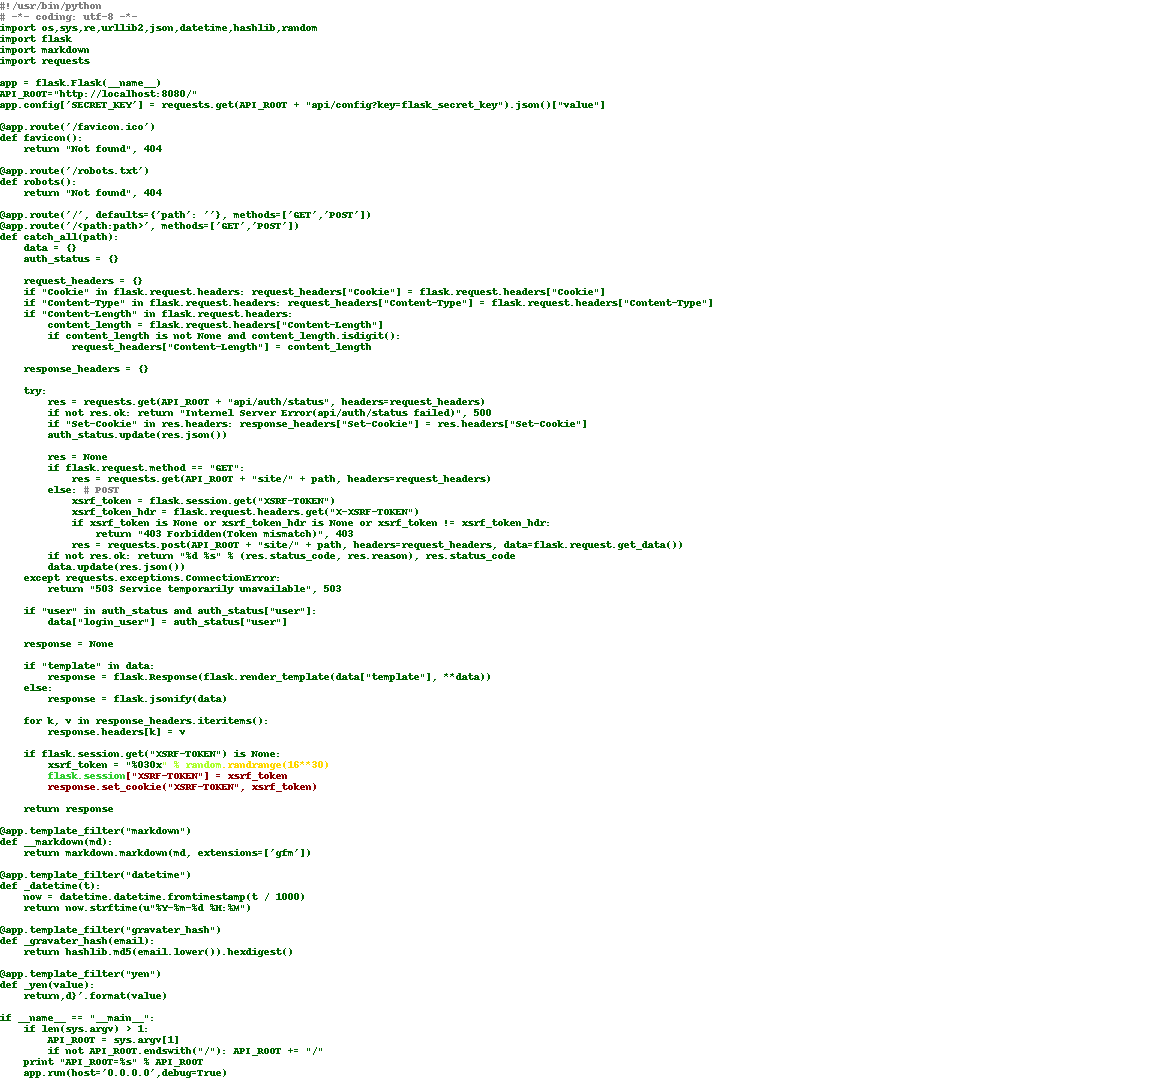 #!/usr/bin/python
# -*- coding: utf-8 -*-
import os,sys,re,urllib2,json,datetime,hashlib,random
import flask
import markdown
import requests

app = flask.Flask(__name__)
API_ROOT="http://localhost:8080/"
app.config['SECRET_KEY'] = requests.get(API_ROOT + "api/config?key=flask_secret_key").json()["value"]

@app.route('/favicon.ico')
def favicon():
    return "Not found", 404

@app.route('/robots.txt')
def robots():
    return "Not found", 404

@app.route('/', defaults={'path': ''}, methods=['GET','POST'])
@app.route('/<path:path>', methods=['GET','POST'])
def catch_all(path):
    data = {}
    auth_status = {}

    request_headers = {}
    if "Cookie" in flask.request.headers: request_headers["Cookie"] = flask.request.headers["Cookie"]
    if "Content-Type" in flask.request.headers: request_headers["Content-Type"] = flask.request.headers["Content-Type"]
    if "Content-Length" in flask.request.headers:
        content_length = flask.request.headers["Content-Length"]
        if content_length is not None and content_length.isdigit():
            request_headers["Content-Length"] = content_length

    response_headers = {}

    try:
        res = requests.get(API_ROOT + "api/auth/status", headers=request_headers)
        if not res.ok: return "Internal Server Error(api/auth/status failed)", 500
        if "Set-Cookie" in res.headers: response_headers["Set-Cookie"] = res.headers["Set-Cookie"]
        auth_status.update(res.json())

        res = None
        if flask.request.method == "GET":
            res = requests.get(API_ROOT + "site/" + path, headers=request_headers)
        else: # POST
            xsrf_token = flask.session.get("XSRF-TOKEN")
            xsrf_token_hdr = flask.request.headers.get("X-XSRF-TOKEN")
            if xsrf_token is None or xsrf_token_hdr is None or xsrf_token != xsrf_token_hdr:
                return "403 Forbidden(Token mismatch)", 403
            res = requests.post(API_ROOT + "site/" + path, headers=request_headers, data=flask.request.get_data())
        if not res.ok: return "%d %s" % (res.status_code, res.reason), res.status_code
        data.update(res.json())
    except requests.exceptions.ConnectionError:
        return "503 Service temporarily unavailable", 503

    if "user" in auth_status and auth_status["user"]:
        data["login_user"] = auth_status["user"]

    response = None

    if "template" in data:
        response = flask.Response(flask.render_template(data["template"], **data))
    else:
        response = flask.jsonify(data)

    for k, v in response_headers.iteritems():
        response.headers[k] = v

    if flask.session.get("XSRF-TOKEN") is None:
        xsrf_token = "%030x" % random.randrange(16**30)
        flask.session["XSRF-TOKEN"] = xsrf_token
        response.set_cookie("XSRF-TOKEN", xsrf_token)

    return response

@app.template_filter("markdown")
def __markdown(md):
    return markdown.markdown(md, extensions=['gfm'])

@app.template_filter("datetime")
def _datetime(t):
    now = datetime.datetime.fromtimestamp(t / 1000)
    return now.strftime(u"%Y-%m-%d %H:%M")

@app.template_filter("gravater_hash")
def _gravater_hash(email):
    return hashlib.md5(email.lower()).hexdigest()

@app.template_filter("yen")
def _yen(value):
    return,d}'.format(value)

if __name__ == "__main__":
    if len(sys.argv) > 1:
        API_ROOT = sys.argv[1]
        if not API_ROOT.endswith("/"): API_ROOT += "/"
    print "API_ROOT=%s" % API_ROOT
    app.run(host='0.0.0.0',debug=True)